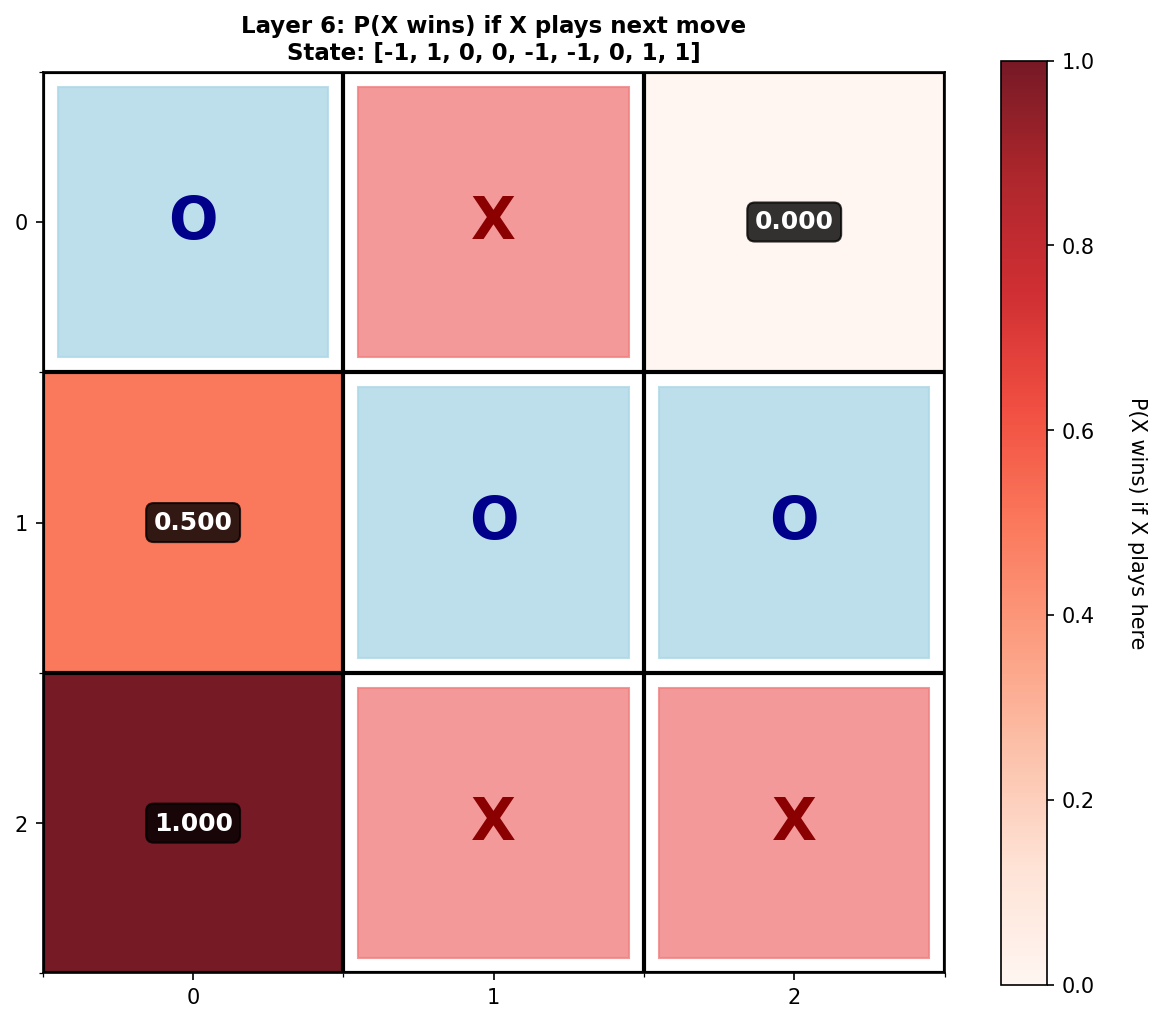 Layer 6: P(X wins) if X plays next move
State: [-1, 1, 0, 0, -1, -1, 0, 1, 1]
O X 0.000
0.500 O O
1.000 X X
0
1
2
0 1 2
1.0
0.8
0.6
0.4
0.2
0.0
P(X wins) if X plays here